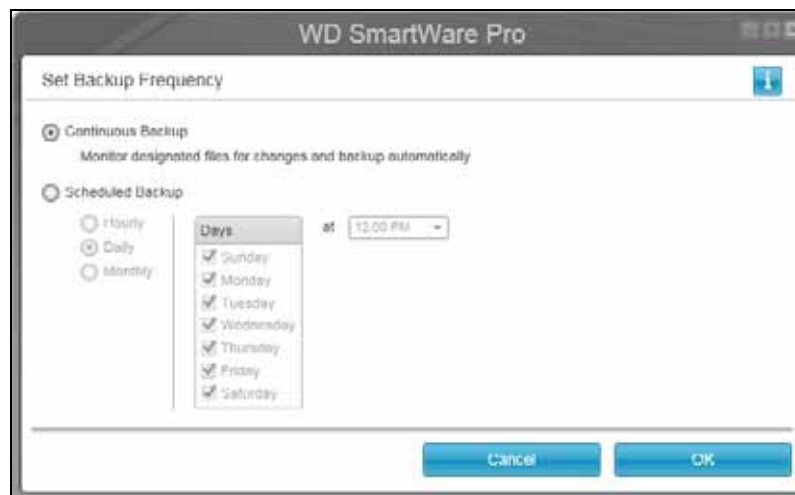 WD SmartWare Pro
Set Backup Frequency
Continuous Backup
Monitor designated files for changes and backup automatically
Scheduled Backup
Hourly
Daily
Monthly
Days
Sunday
Monday
Tuesday
Wednesday
Thursday
Friday
Saturday
at 12:00 PM
Cancel OK